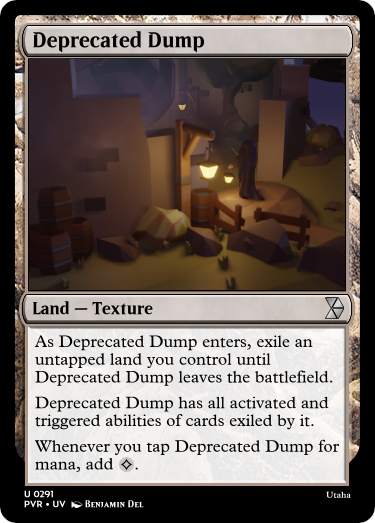 Deprecated Dump
Land — Texture
As Deprecated Dump enters, exile an
untapped land you control until
Deprecated Dump leaves the battlefield.
Deprecated Dump has all activated and
triggered abilities of cards exiled by it.
Whenever you tap Deprecated Dump for
mana, add .
U 0291
PVR • UV Benjamin Del
Utaha